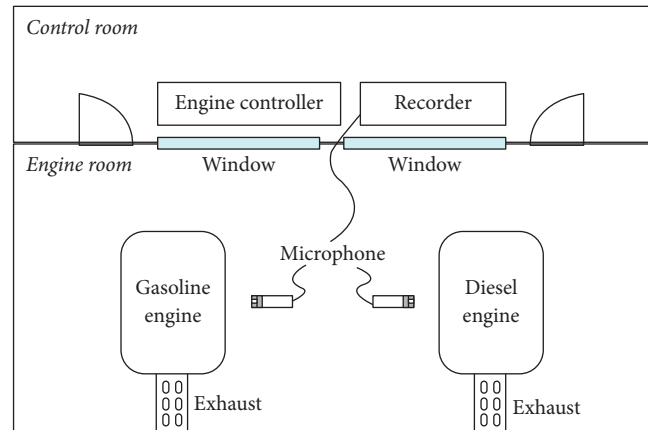 Control room
Engine controller
Recorder
Engine room
Window
Window
Microphone
Gasoline
engine
Diesel
engine
Exhaust
Exhaust